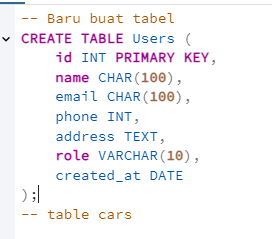 -- Baru buat tabel
CREATE TABLE Users (
    id INT PRIMARY KEY,
    name CHAR(100),
    email CHAR(100),
    phone INT,
    address TEXT,
    role VARCHAR(10),
    created_at DATE
);
-- table cars